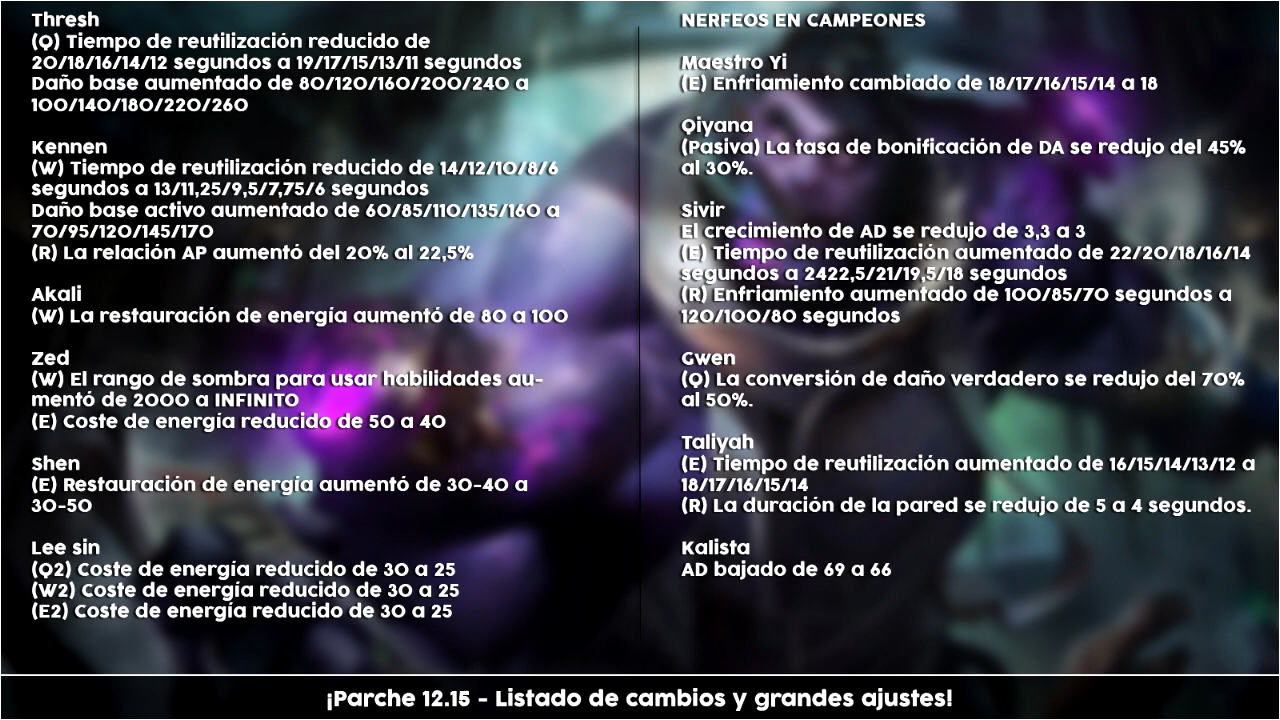 Thresh
(Q) Tiempo de reutilización reducido de
20/18/16/14/12 segundos a 19/17/15/13/11 segundos
Daño base aumentado de 80/120/160/200/240 a
100/140/180/220/260
Kennen
(W) Tiempo de reutilización reducido de 14/12/10/8/6
segundos a 13/11,25/9,5/7,75/6 segundos
Daño base activo aumentado de 60/85/110/135/160 a
70/95/120/145/170
(R) La relación AP aumentó del 20% al 22,5%
Akali
(W) La restauración de energía aumentó de 80 a 100
Zed
(W) El rango de sombra para usar habilidades au-
mentó de 2000 a INFINITO
(E) Coste de energía reducido de 50 a 40
Shen
(E) Restauración de energía aumentó de 30-40 a
30-50
Lee sin
(Q2) Coste de energía reducido de 30 a 25
(W2) Coste de energía reducido de 30 a 25
(E2) Coste de energía reducido de 30 a 25
NERFEOS EN CAMPEONES
Maestro Yi
(E) Enfriamiento cambiado de 18/17/16/15/14 a 18
Qiyana
(Pasiva) La tasa de bonificación de DA se redujo del 45%
al 30%.
Sivir
El crecimiento de AD se redujo de 3,3 a 3
(E) Tiempo de reutilización aumentado de 22/20/18/16/14
segundos a 2422,5/21/19,5/18 segundos
(R) Enfriamiento aumentado de 100/85/70 segundos a
120/100/80 segundos
Gwen
(Q) La conversión de daño verdadero se redujo del 70%
al 50%.
Taliyah
(E) Tiempo de reutilización aumentado de 16/15/14/13/12 a
18/17/16/15/14
(R) La duración de la pared se redujo de 5 a 4 segundos.
Kalista
AD bajado de 69 a 66
¡Parche 12.15 - Listado de cambios y grandes ajustes!